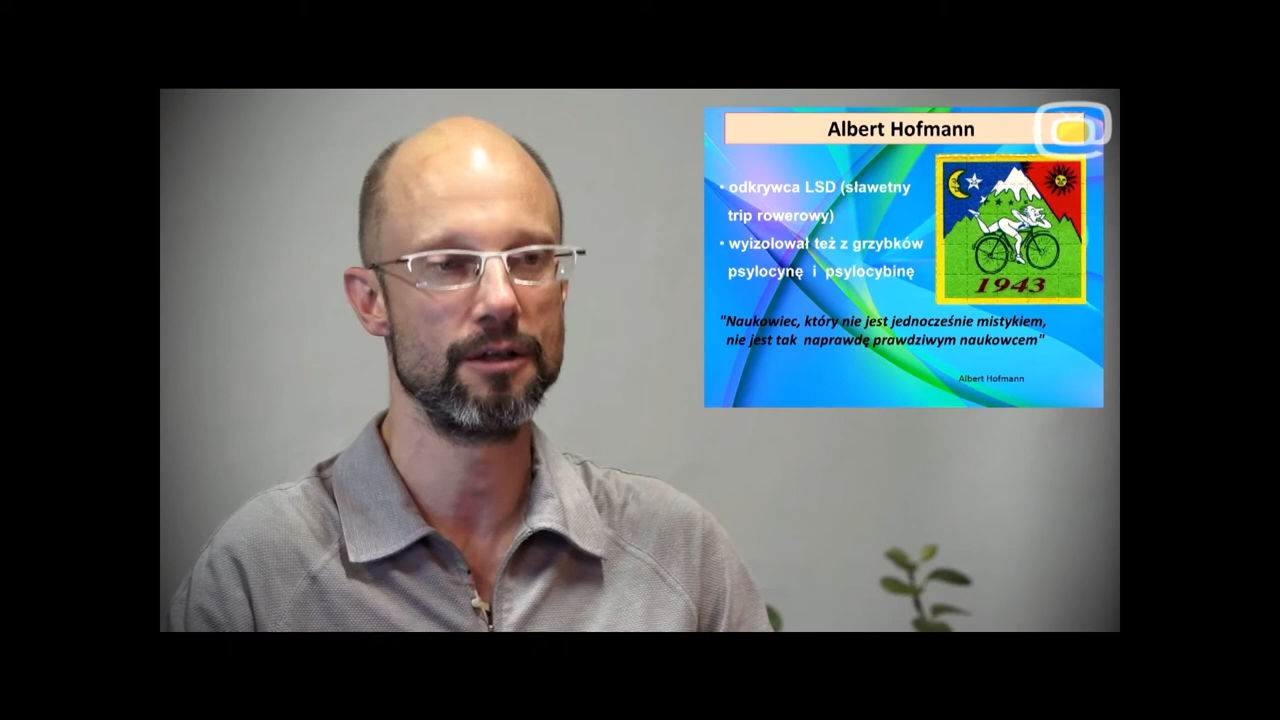 Albert Hofmann
• odkrywca LSD (sławetny
trip rowerowy)
• wyizolował też z grzybków
psylocynę i psylocybinę
1943
"Naukowiec, który nie jest jednocześnie mistykiem,
nie jest tak naprawdę prawdziwym naukowcem"
Albert Hofmann